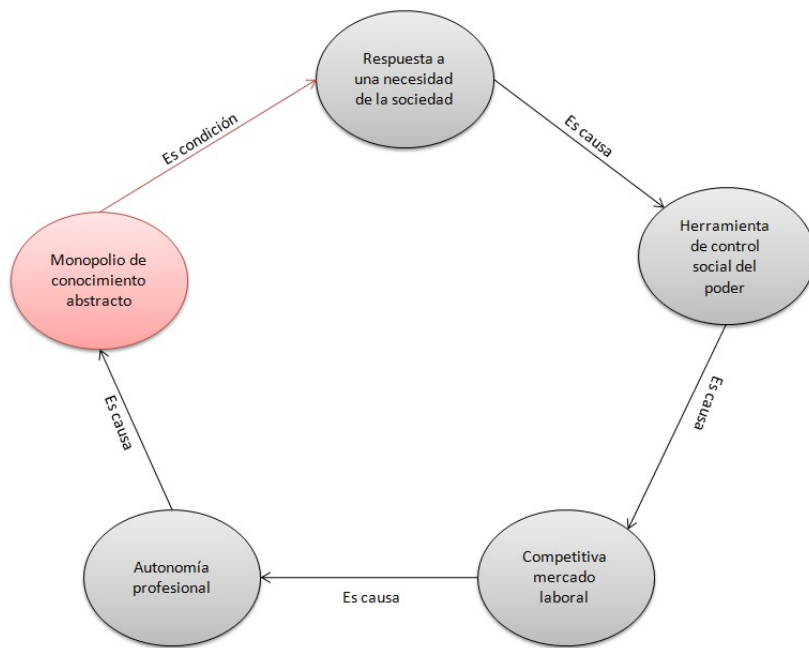 Respuesta a
una necesidad
de la sociedad
Es condición
Es causa
Herramienta
de control
social del
poder
Monopolio de
conocimiento
abstracto
Es causa
Es causa
Autonomía
profesional
Es causa
Competitiva
mercado
laboral